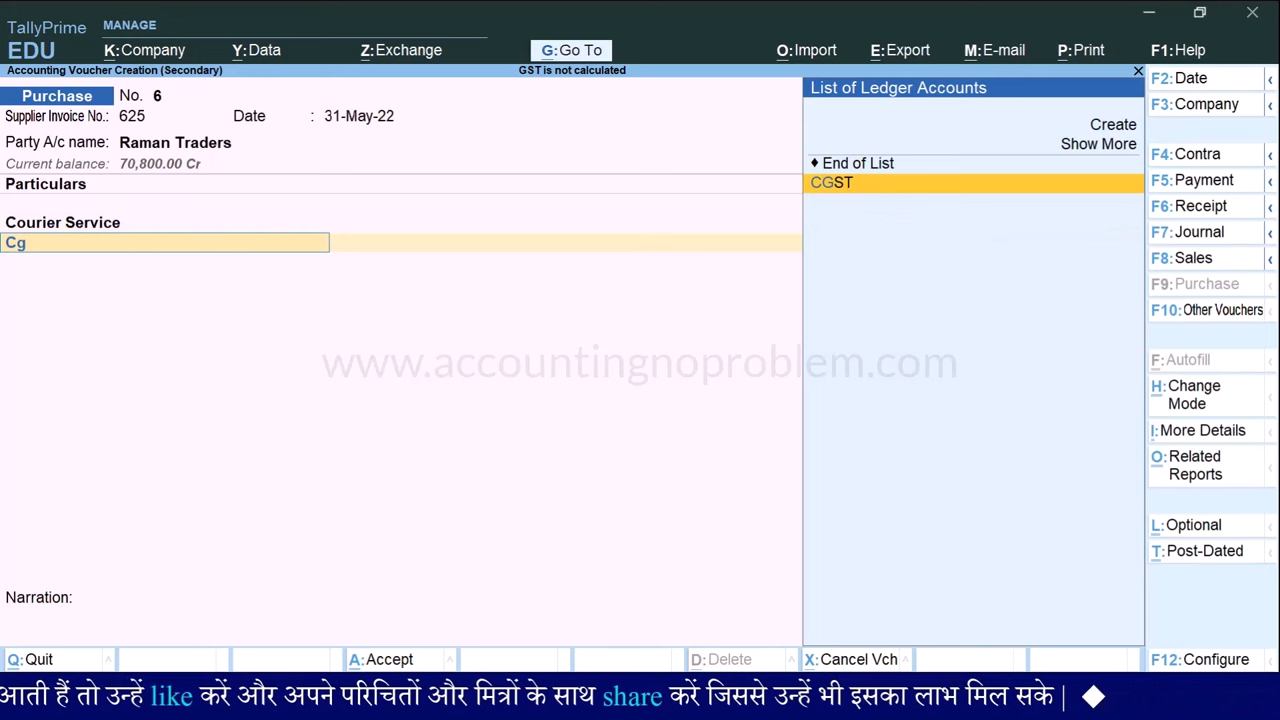 TallyPrime
MANAGE
EDU
K:Company
Y:Data
Z:Exchange
G:Go To
O:Import
E:Export
M:E-mail
P:Print
F1:Help
Accounting Voucher Creation (Secondary)
GST is not calculated
Purchase No. 6
Supplier Invoice No.: 625 Date : 31-May-22
Party A/c name: Raman Traders
Current balance: 70,800.00 Cr
Particulars
Courier Service
Cg
Narration:
List of Ledger Accounts
Create
Show More
♦ End of List
CGST
F2:Date
F3:Company
F4:Contra
F5:Payment
F6:Receipt
F7:Journal
F8:Sales
F9:Purchase
F10:Other Vouchers
F:Autofill
H:Change
Mode
I:More Details
O:Related
Reports
L:Optional
T:Post-Dated
www.accountingnoproblem.com
Q:Quit
A:Accept
D:Delete
X:Cancel Vch
F12:Configure
आती हैं तो उन्हें like करें और अपने परिचितों और मित्रों के साथ share करें जिससे उन्हें भी इसका लाभ मिल सके | ◆